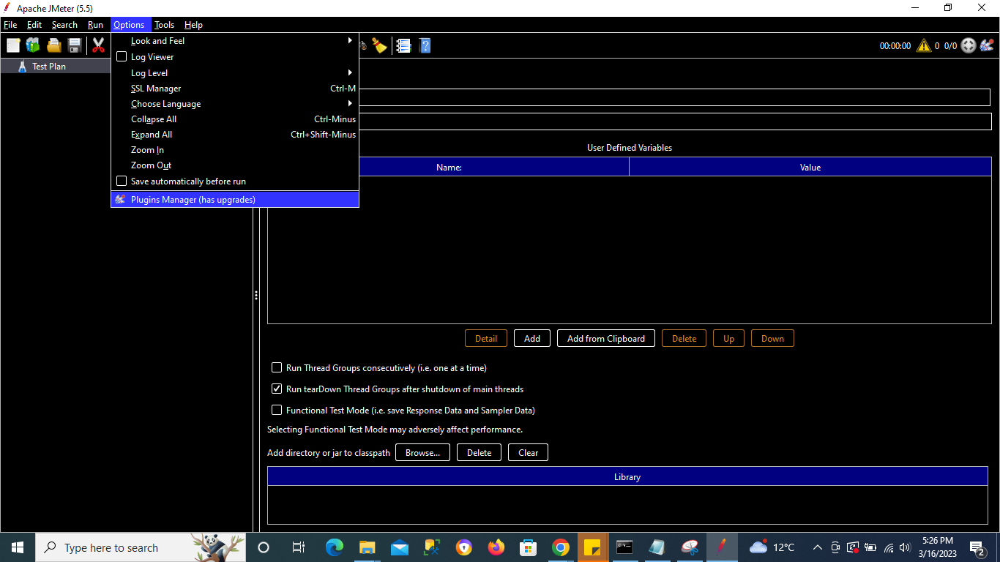 Apache JMeter (5.5)
File Edit Search Run Options Tools Help
00:00:00 0 0/0
Test Plan
Look and Feel
Log Viewer
Log Level
SSL Manager Ctrl-M
Choose Language
Collapse All Ctrl-Minus
Expand All Ctrl+Shift-Minus
Zoom In
Zoom Out
Save automatically before run
Plugins Manager (has upgrades)
User Defined Variables
Name: Value
Detail Add Add from Clipboard Delete Up Down
Run Thread Groups consecutively (i.e. one at a time)
Run tearDown Thread Groups after shutdown of main threads
Functional Test Mode (i.e. save Response Data and Sampler Data)
Selecting Functional Test Mode may adversely affect performance.
Add directory or jar to classpath Browse... Delete Clear
Library
Type here to search
12°C
5:26 PM
3/16/2023
2